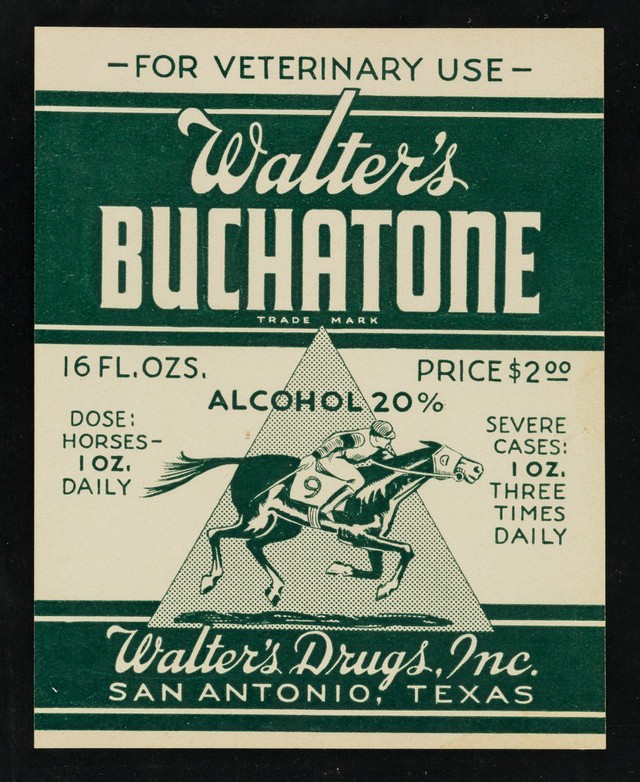 –FOR VETERINARY USE–
Walter's
BUCHATONE
TRADE MARK
16 FL.OZS.
PRICE $2 00
ALCOHOL 20%
DOSE:
HORSES–
1 OZ.
DAILY
SEVERE
CASES:
1 OZ.
THREE
TIMES
DAILY
9
Walter's Drugs, Inc.
SAN ANTONIO, TEXAS